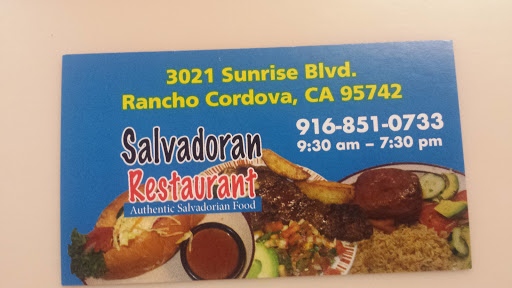 3021 Sunrise Blvd.
Rancho Cordova, CA 95742
916-851-0733
9:30 am – 7:30 pm
Salvadoran
Restaurant
Authentic Salvadorian Food